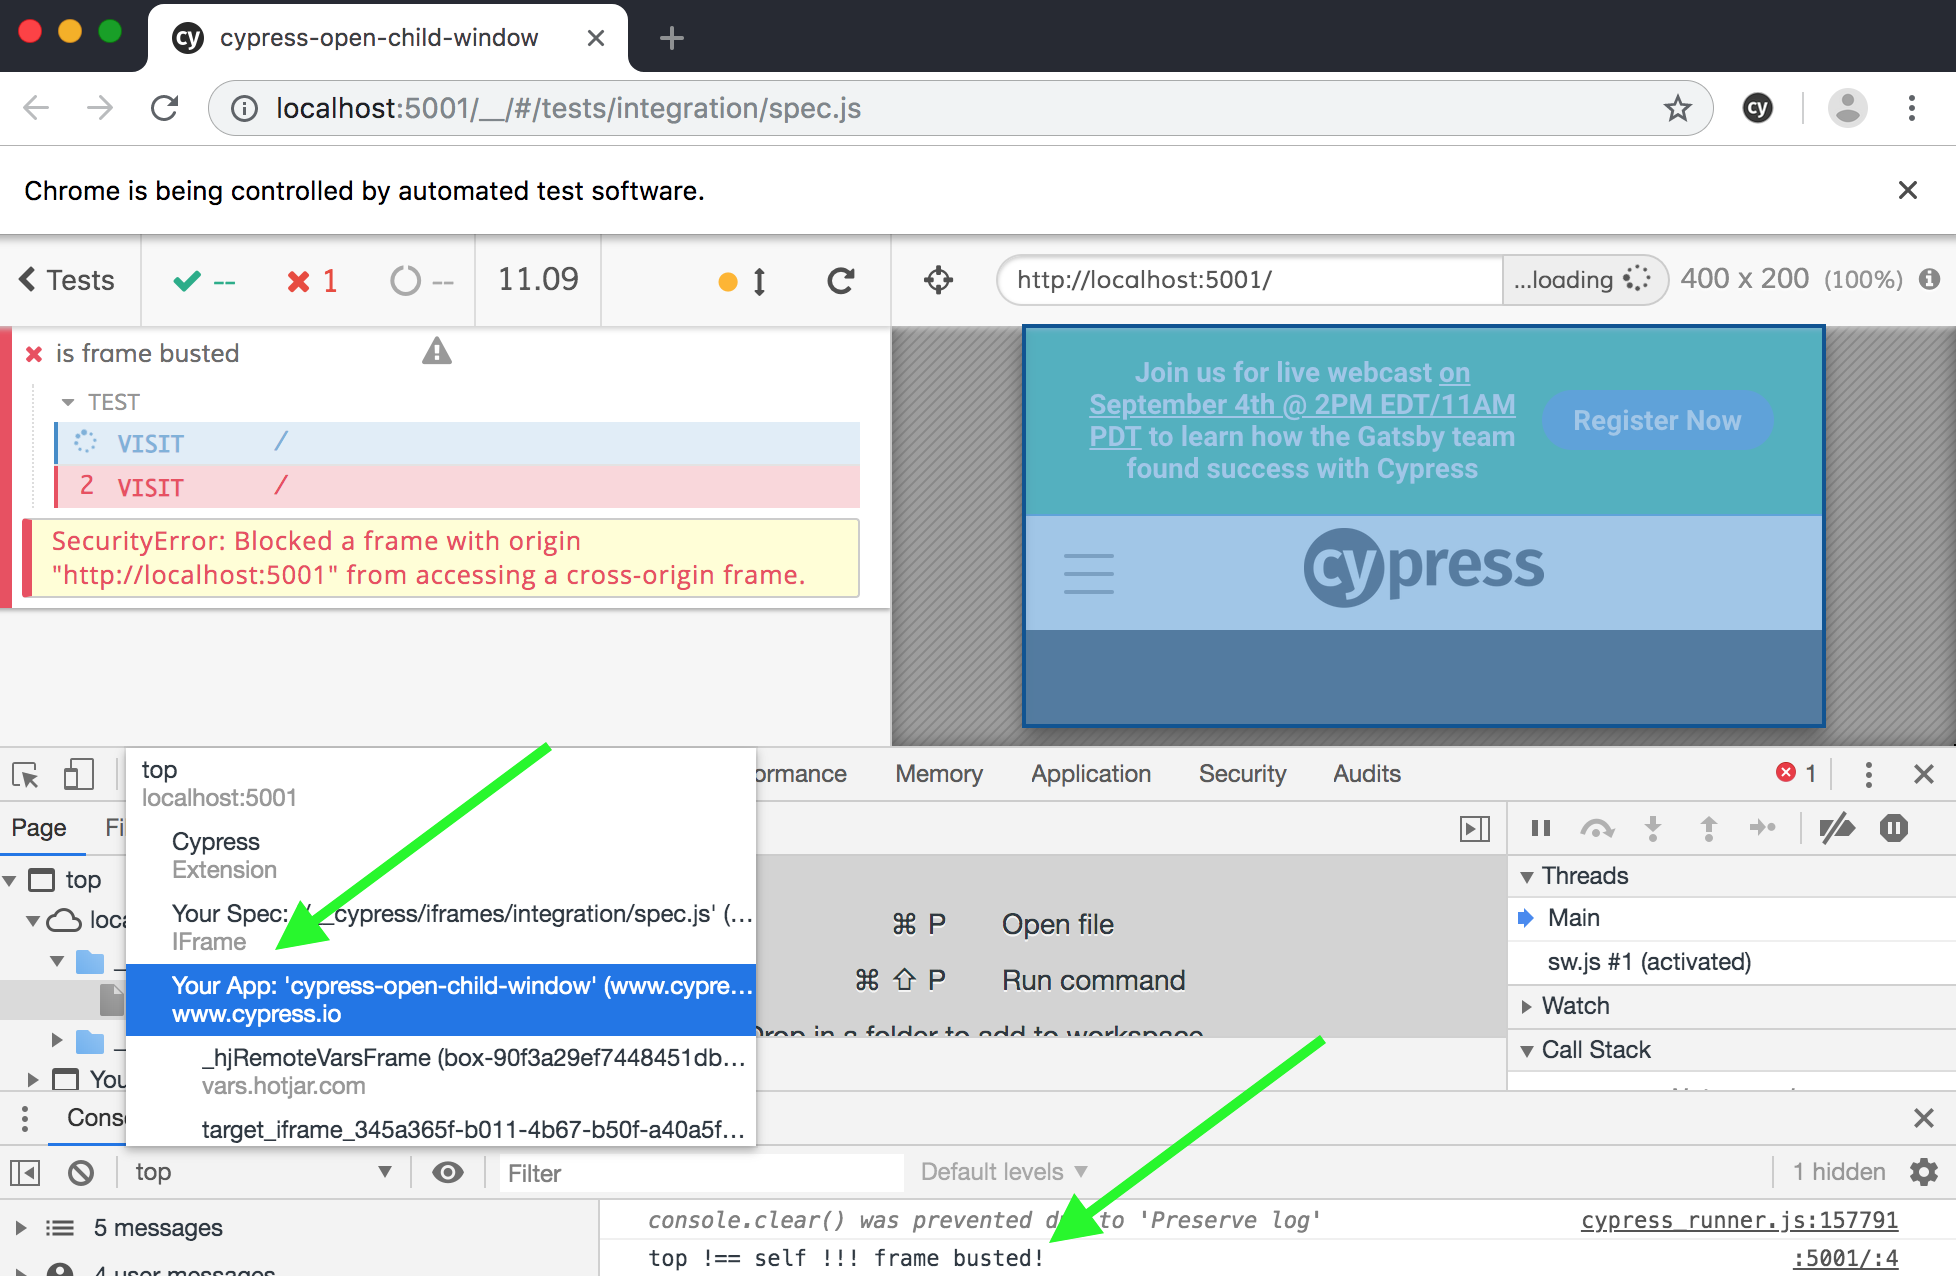 cy cypress-open-child-window
localhost:5001/__/#/tests/integration/spec.js
cy
Chrome is being controlled by automated test software.
Tests
--
1
--
11.09
http://localhost:5001/
...loading
400 x 200 (100%)
is frame busted
TEST
VISIT /
2 VISIT /
SecurityError: Blocked a frame with origin
"http://localhost:5001" from accessing a cross-origin frame.
Join us for live webcast on
September 4th @ 2PM EDT/11AM
PDT to learn how the Gatsby team
found success with Cypress
Register Now
cypress
top
localhost:5001
Cypress
Extension
Your Spec: '/__cypress/iframes/integration/spec.js' (...
IFrame
Your App: 'cypress-open-child-window' (www.cypre...
www.cypress.io
_hjRemoteVarsFrame (box-90f3a29ef7448451db...
vars.hotjar.com
target_iframe_345a365f-b011-4b67-b50f-a40a5f...
ormance
Memory
Application
Security
Audits
1
Page
Fi
top
loca
_
_
You
⌘ P Open file
⌘ ⇧ P Run command
Drop in a folder to add to workspace
Threads
Main
sw.js #1 (activated)
Watch
Call Stack
Conso
top
Filter
Default levels
1 hidden
5 messages
4 user messages
console.clear() was prevented due to 'Preserve log'
cypress_runner.js:157791
top !== self !!! frame busted!
:5001/:4